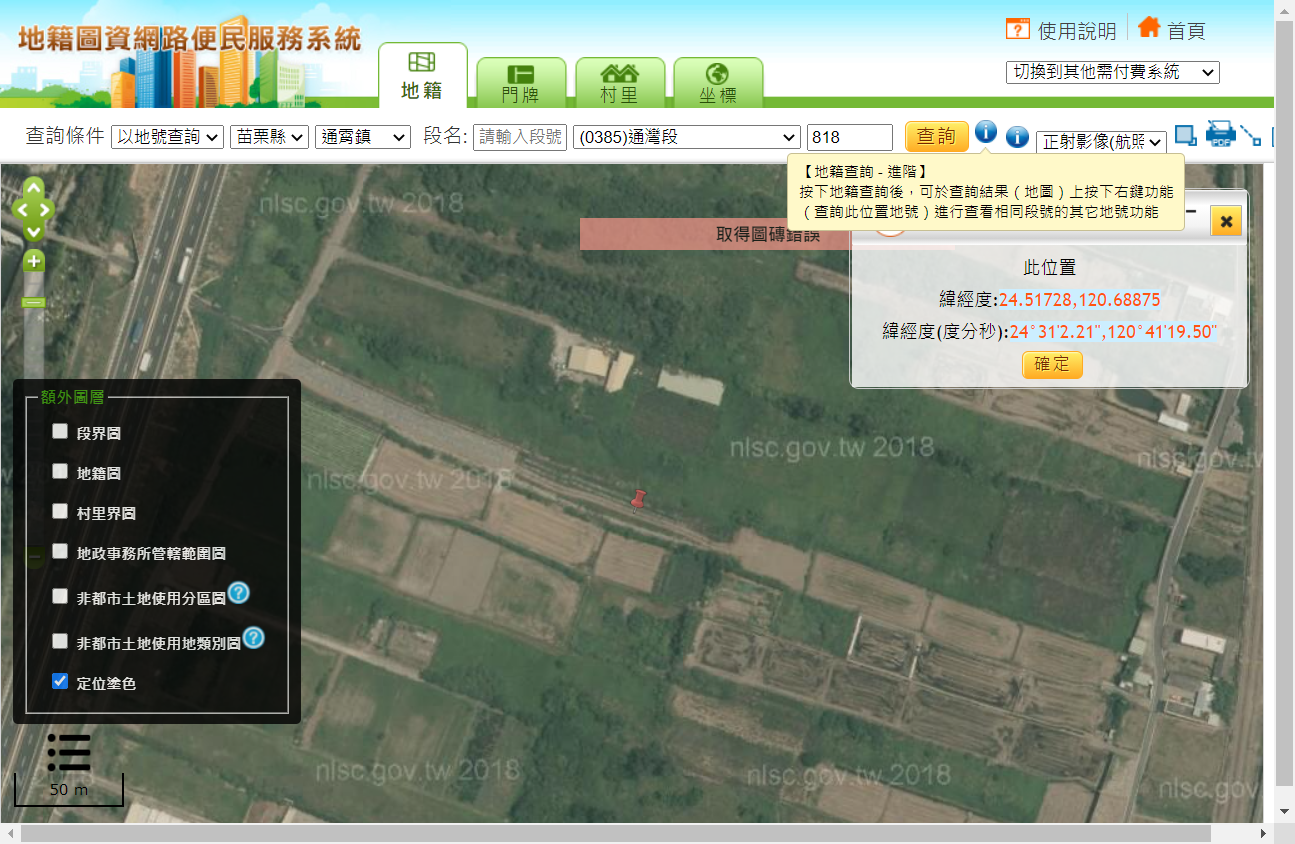 地籍圖資網路便民服務系統
使用說明
首頁
切換到其他需付費系統
地籍
門牌
村里
坐標
查詢條件
以地號查詢
苗栗縣
通霄鎮
段名:
請輸入段號
(0385)通灣段
818
查詢
正射影像(航照
PDF
【地籍查詢 - 進階】
按下地籍查詢後，可於查詢結果（地圖）上按下右鍵功能
（查詢此位置地號）進行查看相同段號的其它地號功能
取得圖磚錯誤
此位置
緯經度:24.51728,120.68875
緯經度(度分秒):24°31'2.21",120°41'19.50"
確定
nlsc.gov.tw 2018
nlsc.gov.tw 2018
nlsc.gov.tw
nlsc.gov.tw 2018
額外圖層
段界圖
地籍圖
村里界圖
地政事務所管轄範圍圖
非都市土地使用分區圖
非都市土地使用地類別圖
定位塗色
nlsc.gov.tw 2018
nlsc.gov.tw 2018
nlsc.gov.
50 m